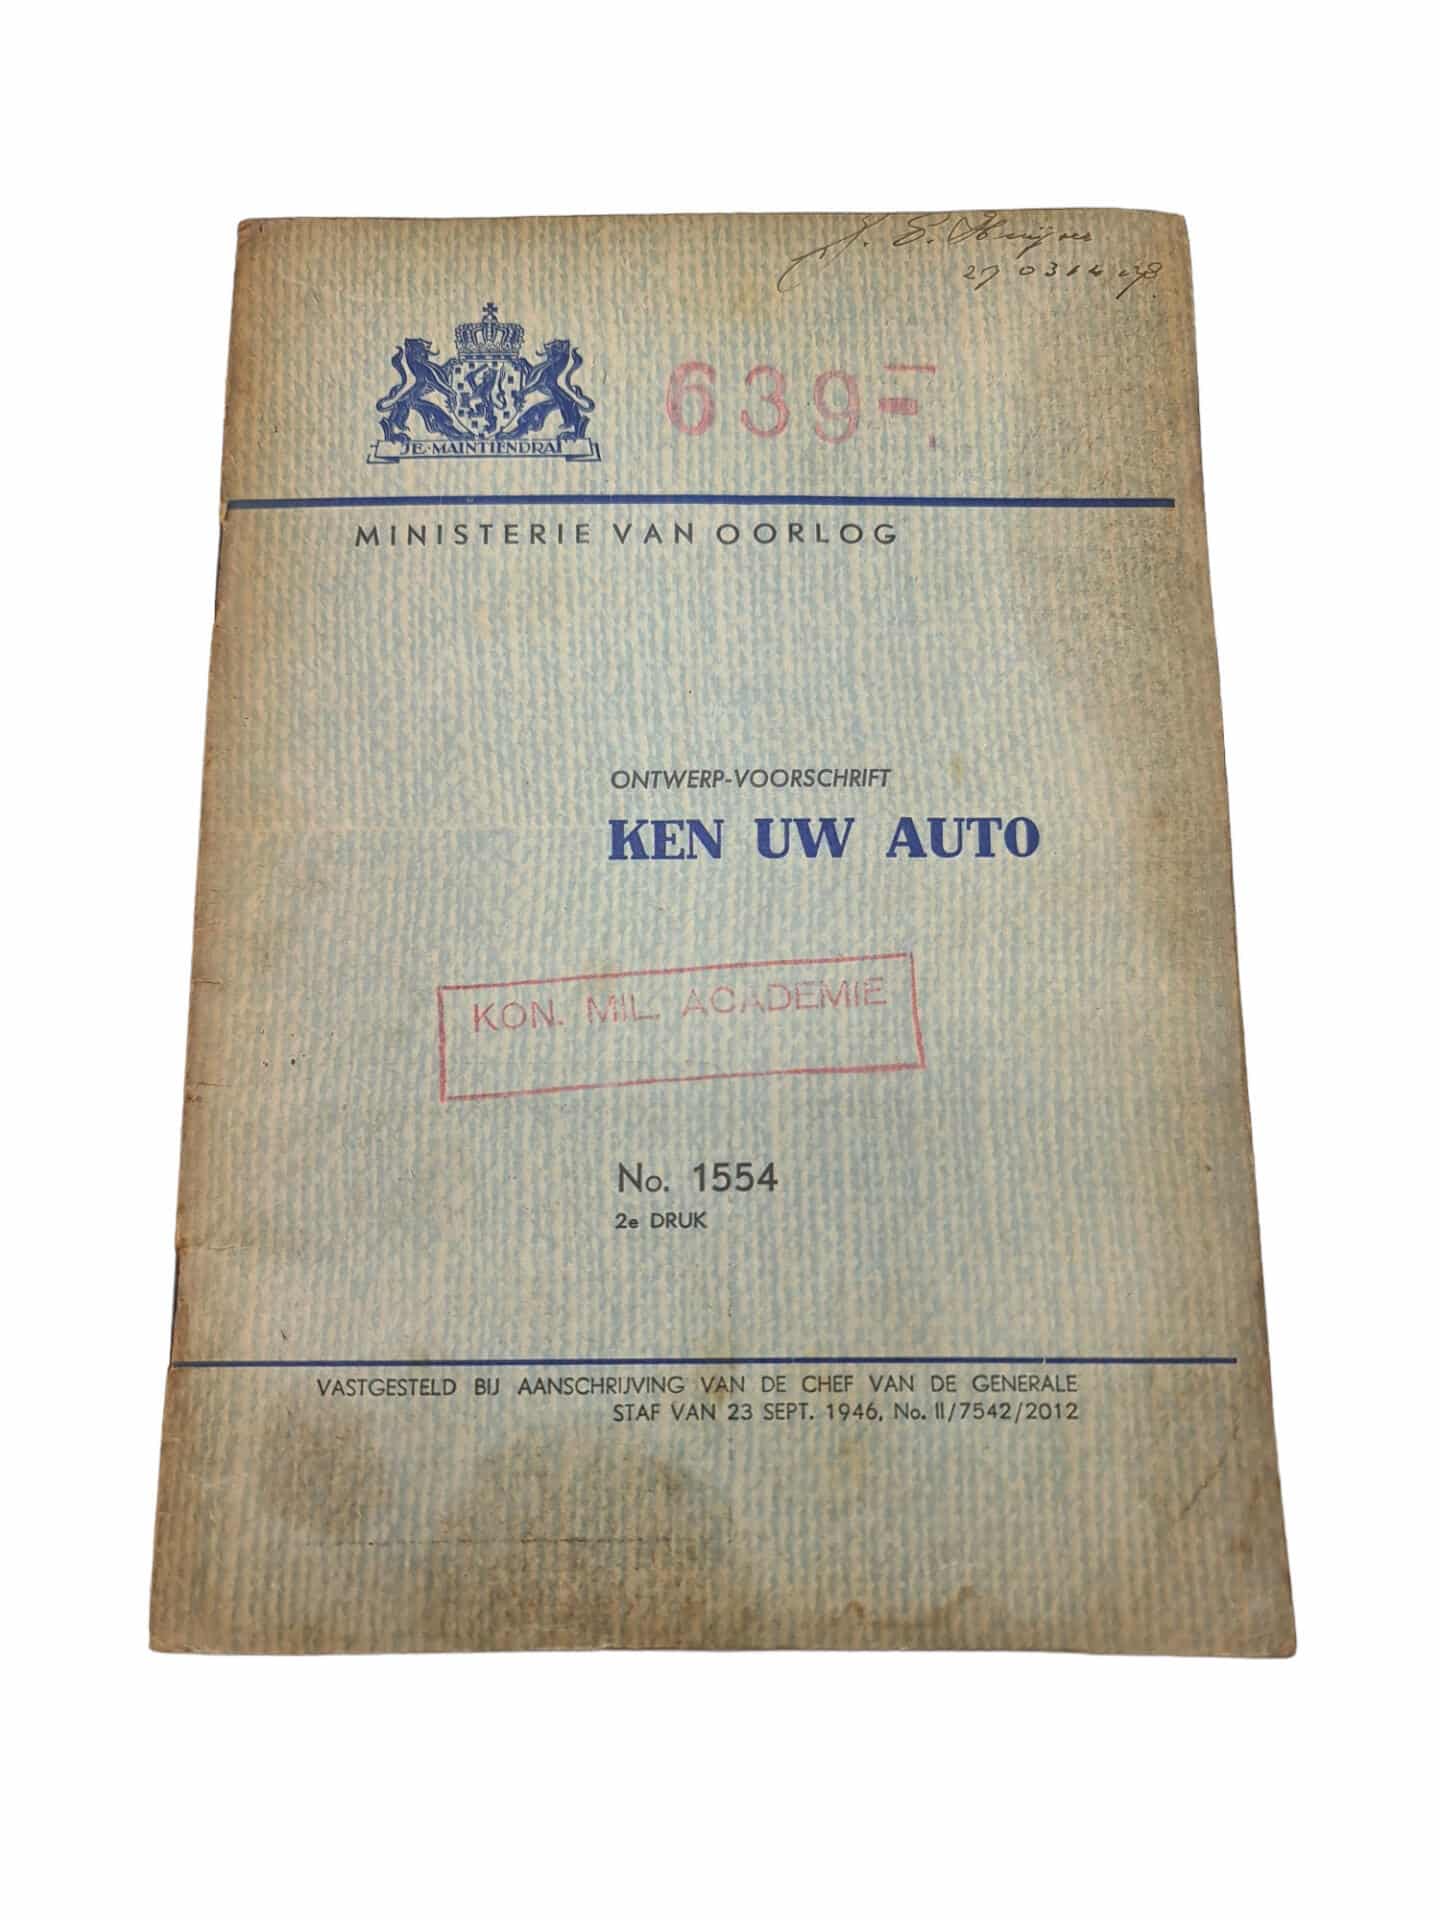 J. E.
JE·MAINTIENDRAI
639
MINISTERIE VAN OORLOG
ONTWERP-VOORSCHRIFT
KEN UW AUTO
KON. MIL. ACADEMIE
No. 1554
2e DRUK
VASTGESTELD BIJ AANSCHRIJVING VAN DE CHEF VAN DE GENERALE
STAF VAN 23 SEPT. 1946, No. II/7542/2012